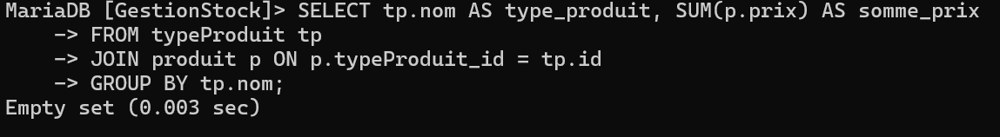 MariaDB [GestionStock]> SELECT tp.nom AS type_produit, SUM(p.prix) AS somme_prix
    -> FROM typeProduit tp
    -> JOIN produit p ON p.typeProduit_id = tp.id
    -> GROUP BY tp.nom;
Empty set (0.003 sec)